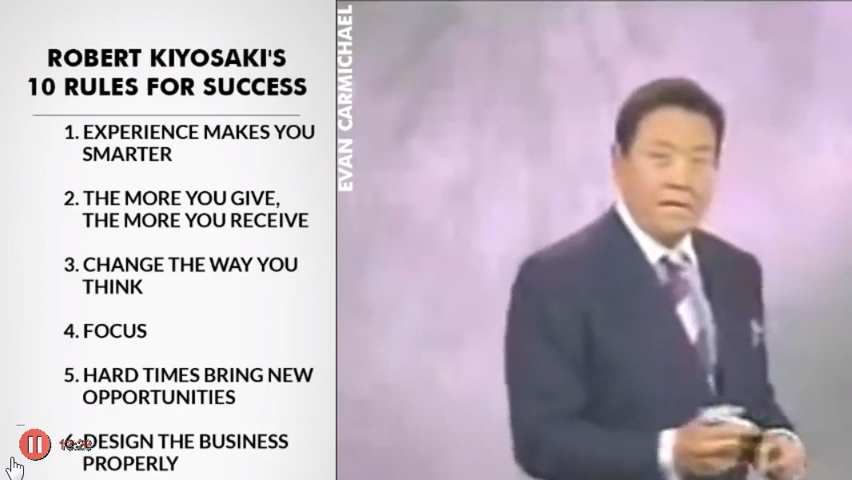 ROBERT KIYOSAKI'S
10 RULES FOR SUCCESS
1. EXPERIENCE MAKES YOU
SMARTER
2. THE MORE YOU GIVE,
THE MORE YOU RECEIVE
3. CHANGE THE WAY YOU
THINK
4. FOCUS
5. HARD TIMES BRING NEW
OPPORTUNITIES
6. DESIGN THE BUSINESS
PROPERLY
EVAN CARMICHAEL